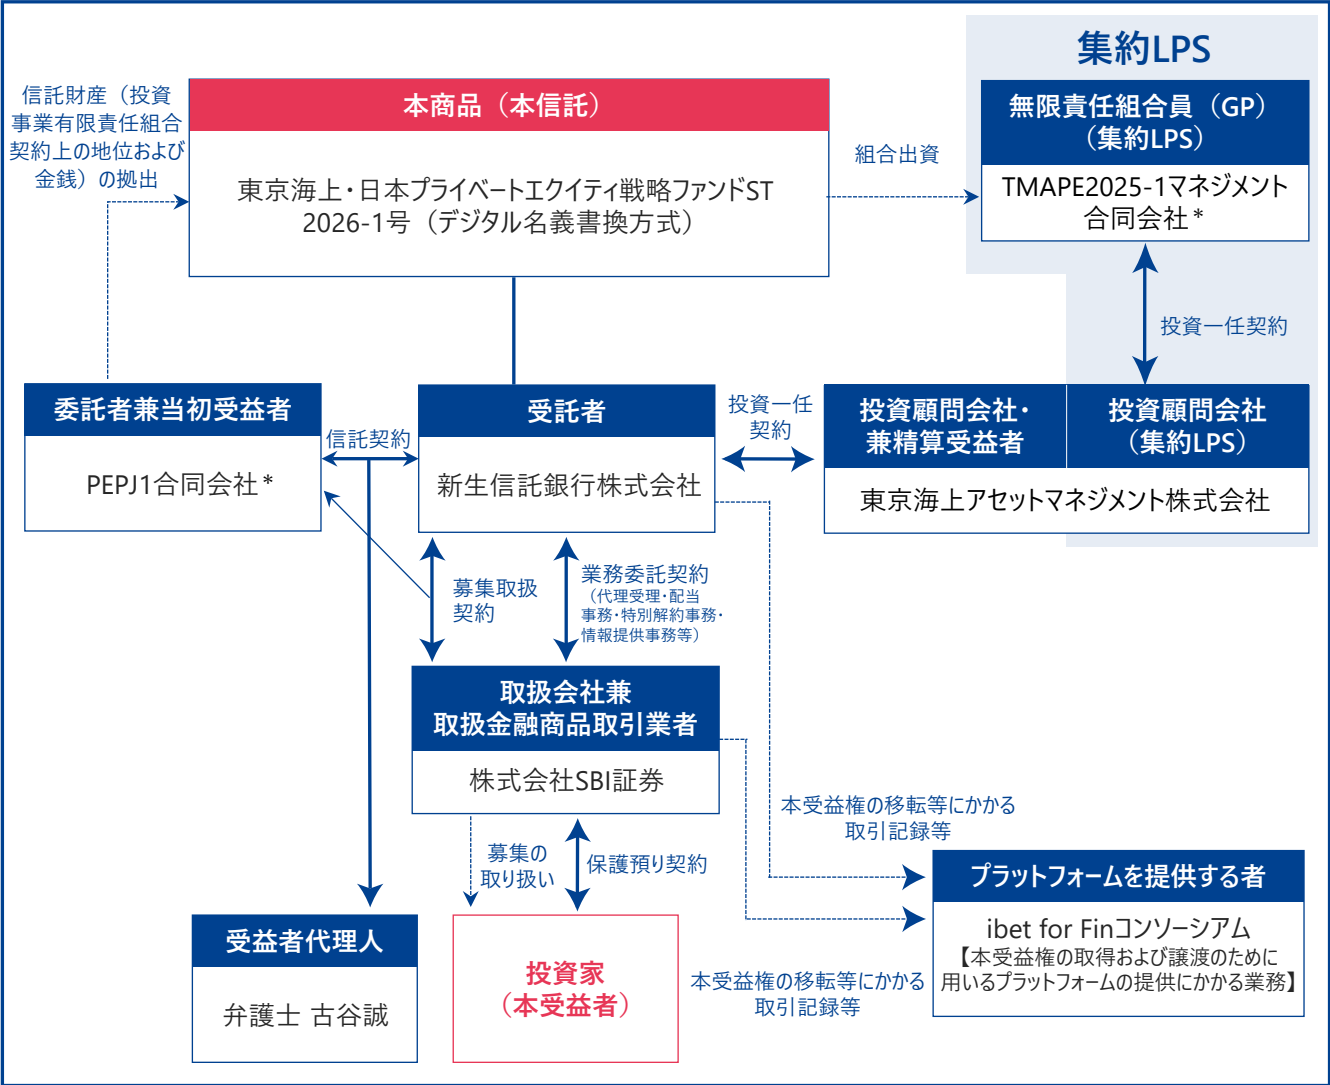 集約LPS
信託財産（投資
事業有限責任組合
契約上の地位および
金銭）の拠出
本商品（本信託）
東京海上・日本プライベートエクイティ戦略ファンドST
2026-1号（デジタル名義書換方式）
組合出資
無限責任組合員（GP）
（集約LPS）
TMAPE2025-1マネジメント
合同会社*
投資一任契約
委託者兼当初受益者
PEPJ1合同会社*
信託契約
受託者
新生信託銀行株式会社
投資一任
契約
投資顧問会社・
兼精算受益者
投資顧問会社
（集約LPS）
東京海上アセットマネジメント株式会社
募集取扱
契約
業務委託契約
（代理受理・配当
事務・特別解約事務・
情報提供事務等）
取扱会社兼
取扱金融商品取引業者
株式会社SBI証券
本受益権の移転等にかかる
取引記録等
募集の
取り扱い
保護預り契約
プラットフォームを提供する者
ibet for Finコンソーシアム
【本受益権の取得および譲渡のために
用いるプラットフォームの提供にかかる業務】
受益者代理人
弁護士 古谷誠
投資家
（本受益者）
本受益権の移転等にかかる
取引記録等